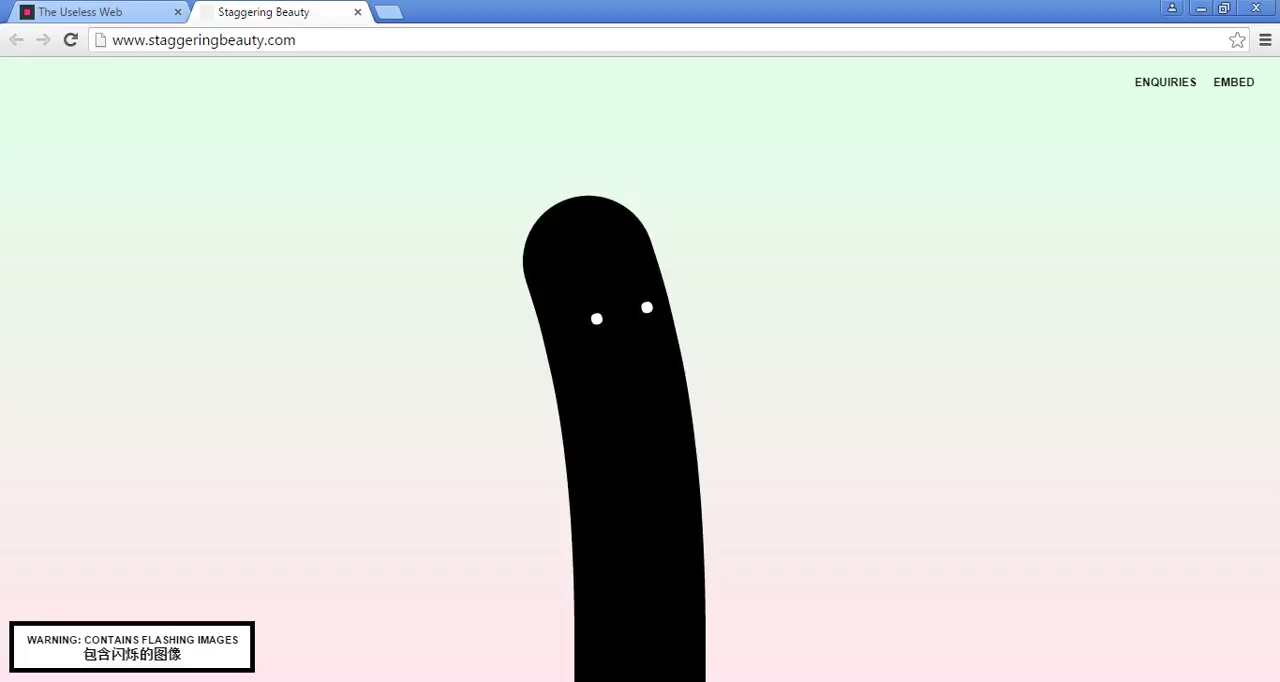 The Useless Web
Staggering Beauty
www.staggeringbeauty.com
ENQUIRIES EMBED
WARNING: CONTAINS FLASHING IMAGES
包含闪烁的图像